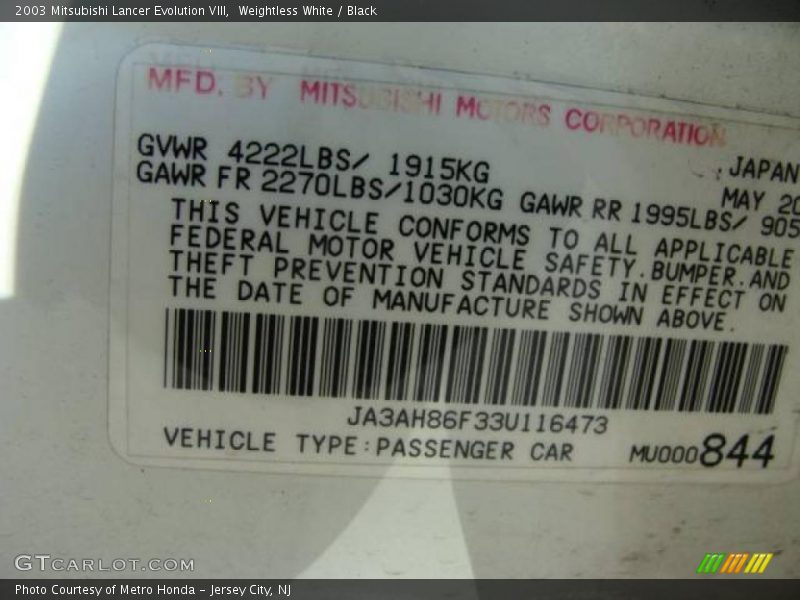 2003 Mitsubishi Lancer Evolution VIII, Weightless White / Black
MFD. BY MITSUBISHI MOTORS CORPORATION
JAPAN
GVWR 4222LBS/ 1915KG
MAY 20
GAWR FR 2270LBS/1030KG GAWR RR 1995LBS/ 905
THIS VEHICLE CONFORMS TO ALL APPLICABLE
FEDERAL MOTOR VEHICLE SAFETY.BUMPER.AND
THEFT PREVENTION STANDARDS IN EFFECT ON
THE DATE OF MANUFACTURE SHOWN ABOVE.
JA3AH86F33U116473
VEHICLE TYPE:PASSENGER CAR MU000844
GTCARLOT.COM
Photo Courtesy of Metro Honda - Jersey City, NJ